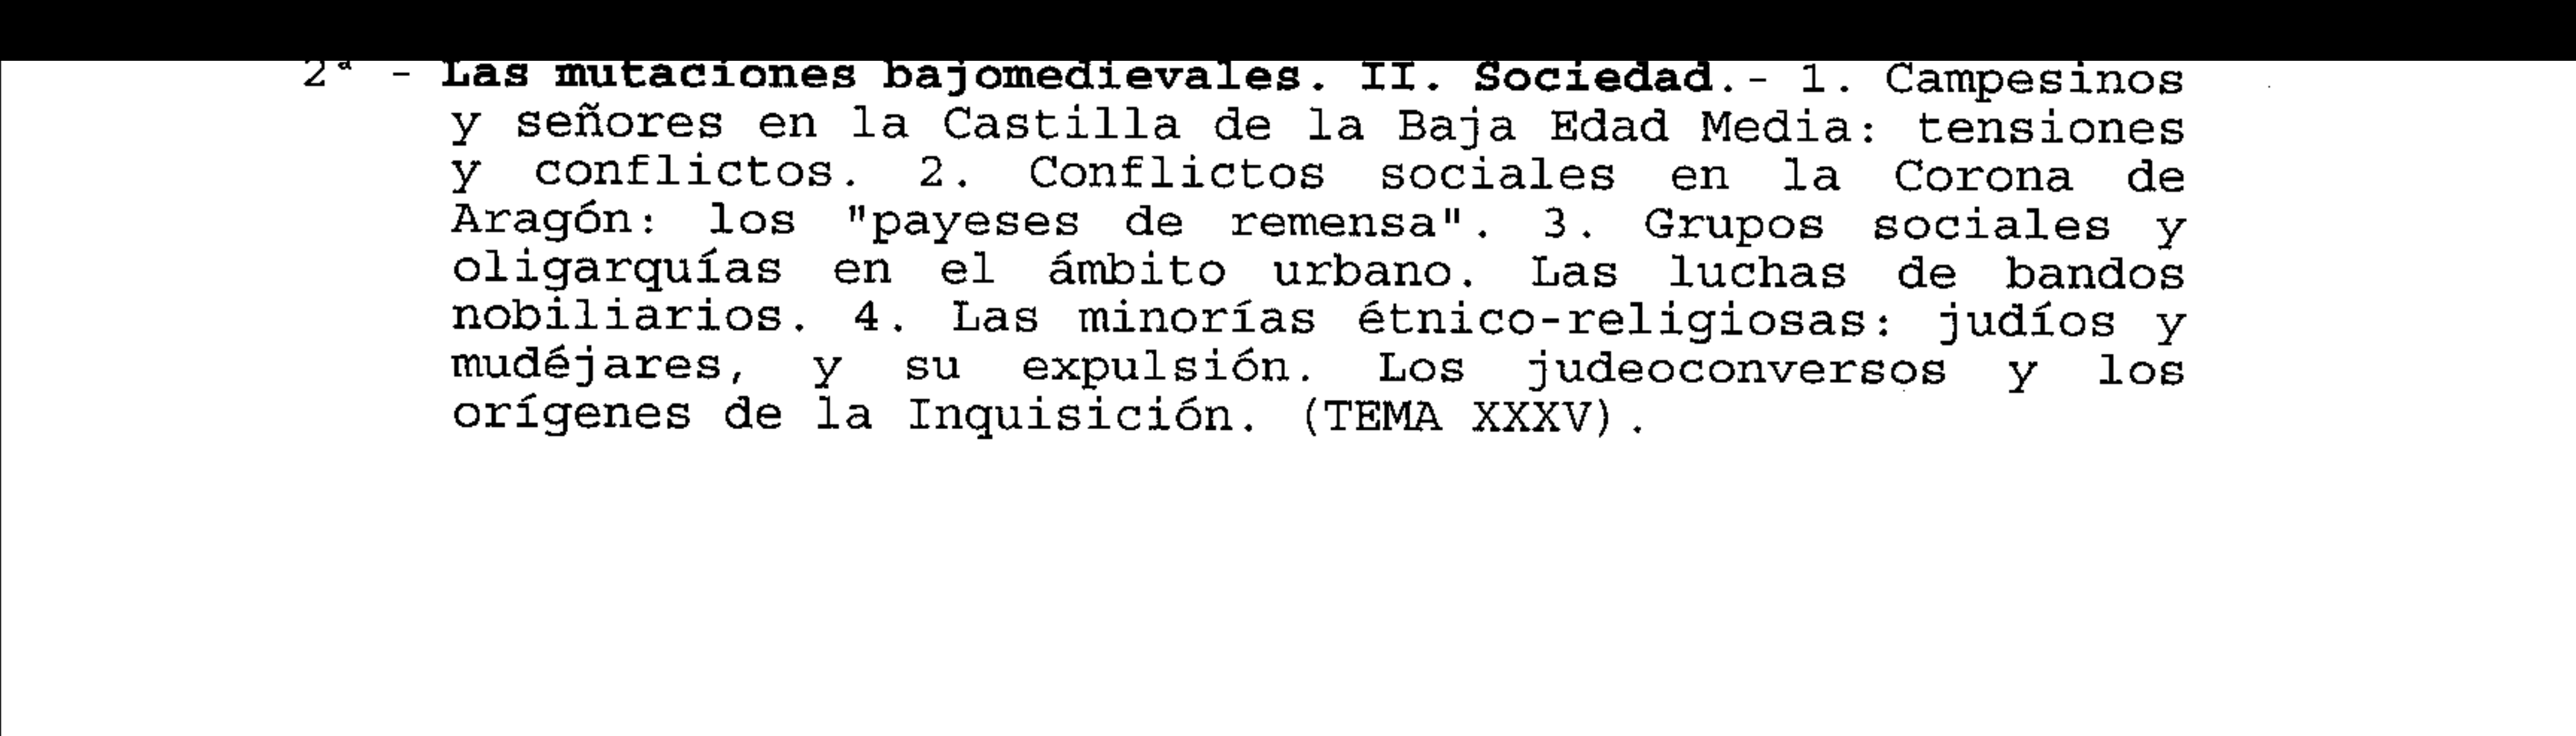 2ª - Las mutaciones bajomedievales. II. Sociedad.- 1. Campesinos
y señores en la Castilla de la Baja Edad Media: tensiones
y conflictos. 2. Conflictos sociales en la Corona de
Aragón: los "payeses de remensa". 3. Grupos sociales y
oligarquías en el ámbito urbano. Las luchas de bandos
nobiliarios. 4. Las minorías étnico-religiosas: judíos y
mudéjares, y su expulsión. Los judeoconversos y los
orígenes de la Inquisición. (TEMA XXXV).